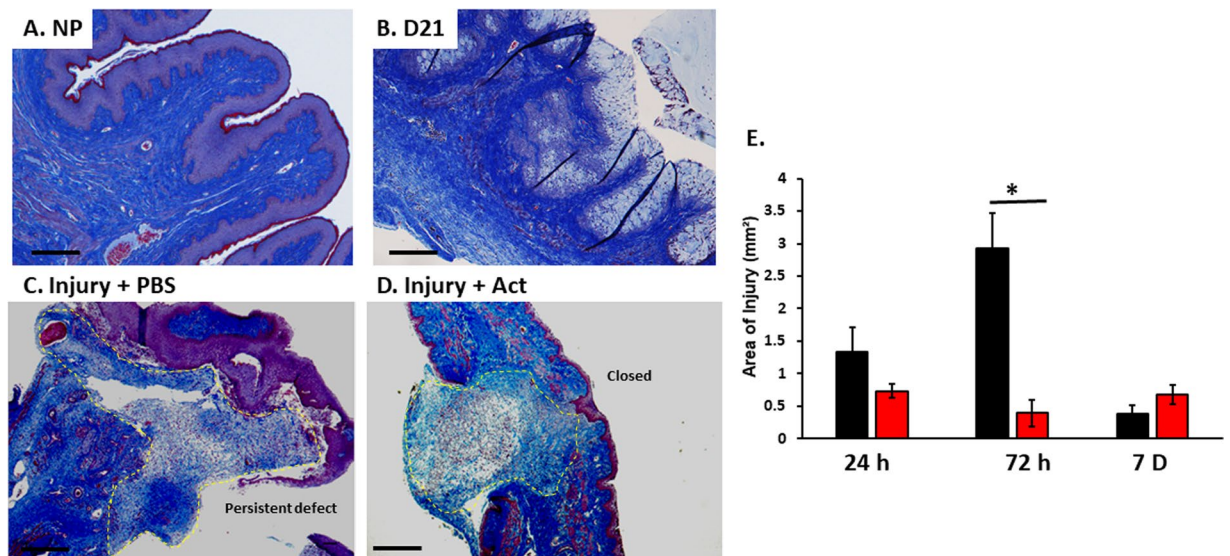 A. NP
B. D21
C. Injury + PBS
Persistent defect
D. Injury + Act
Closed
E.
Area of Injury (mm²)
4
3.5
3
2.5
2
1.5
1
0.5
0
*
24 h
72 h
7 D